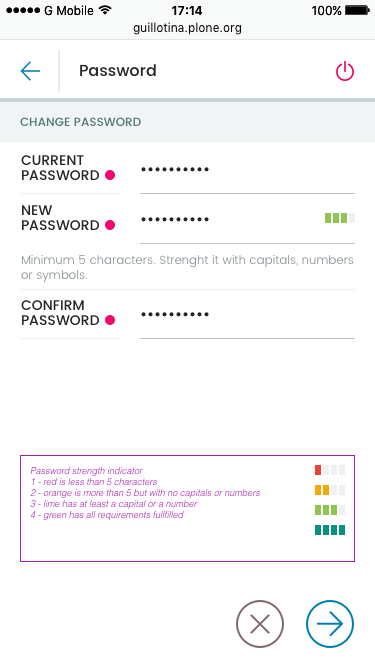 G Mobile 17:14 100%
guillotina.plone.org
Password
CHANGE PASSWORD
CURRENT
PASSWORD
NEW
PASSWORD
Minimum 5 characters. Strenght it with capitals, numbers
or symbols.
CONFIRM
PASSWORD
Password strength indicator
1 - red is less than 5 characters
2 - orange is more than 5 but with no capitals or numbers
3 - lime has at least a capital or a number
4 - green has all requirements fullfilled